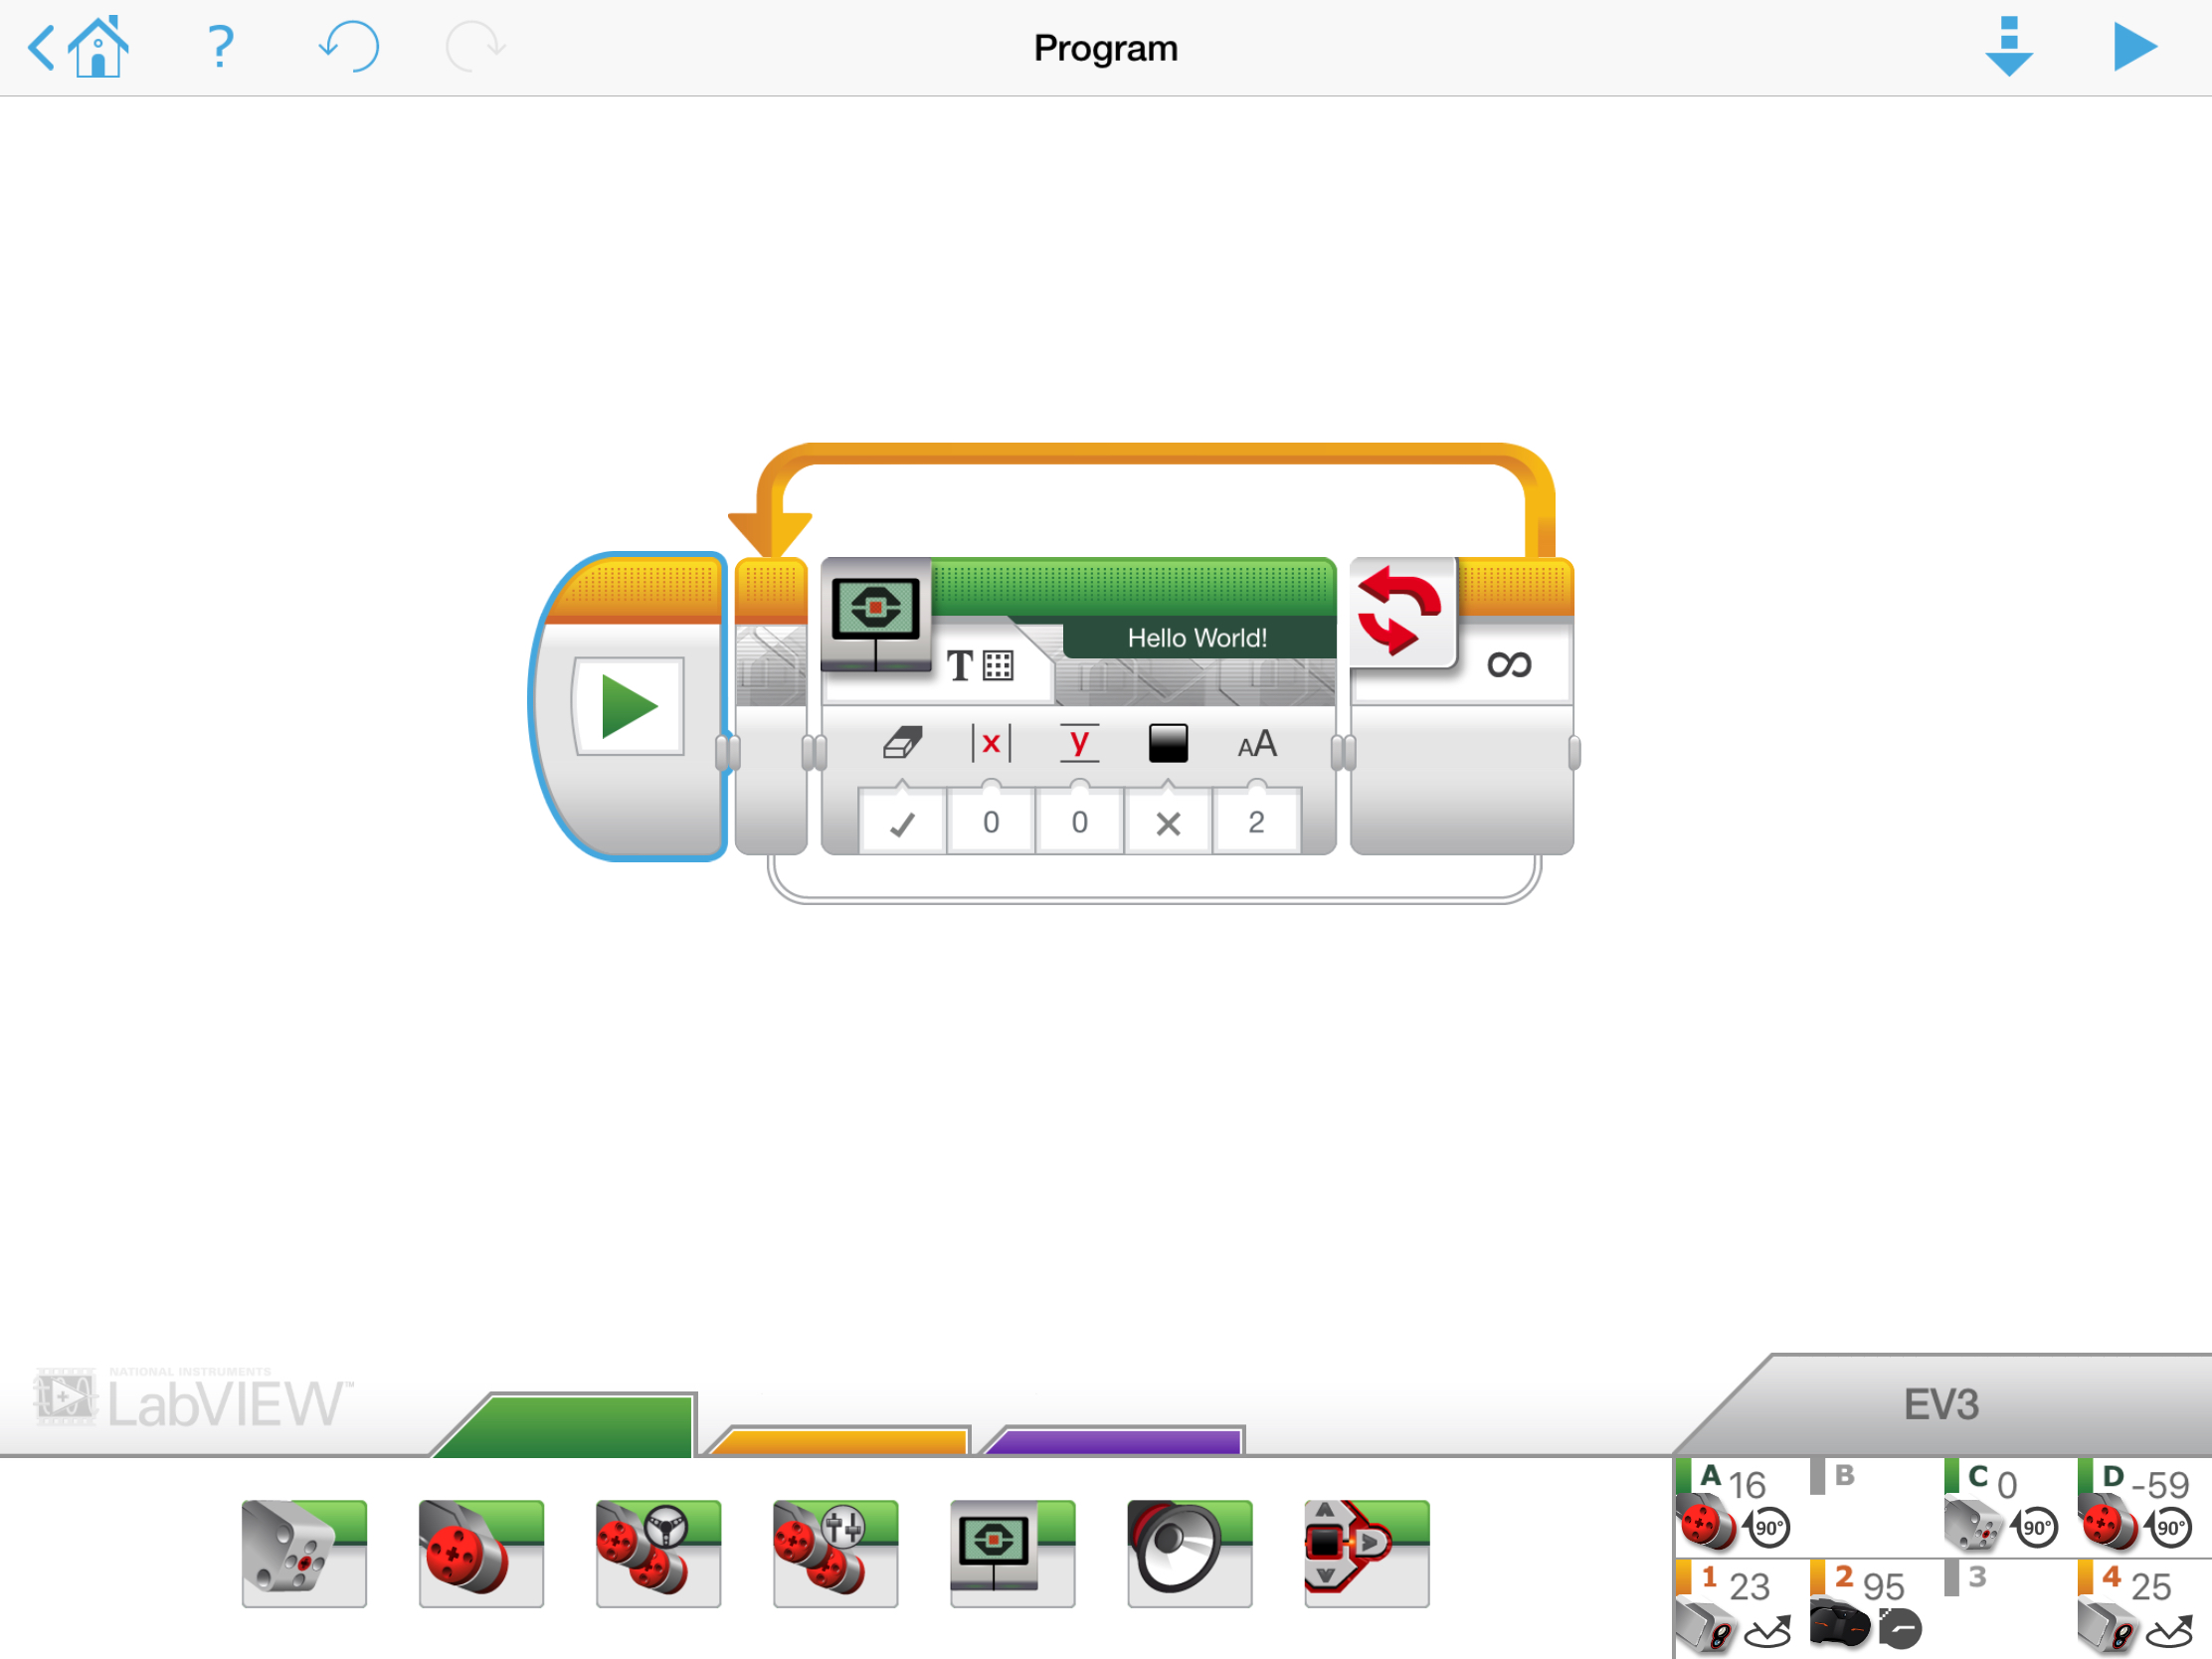 ?
Program
Hello World!
T
∞
x y AA
0 0 2
NATIONAL INSTRUMENTS
LabVIEW™
EV3
A 16 90°
B
C 0 90°
D -59 90°
1 23
2 95
3
4 25